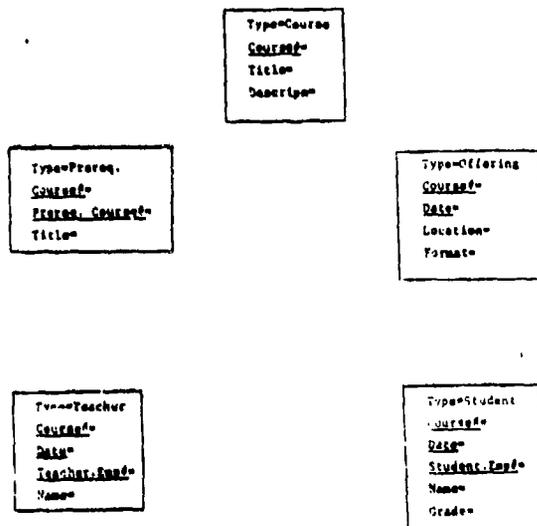 Type=Course
Course#=
Title=
Descripn=
Type=Prereq.
Course#=
Prereq. Course#=
Title=
Type=Offering
Course#=
Date=
Location=
Format=
Type=Teacher
Course#=
Date=
Teacher.Emp#=
Name=
Type=Student
Course#=
Date=
Student.Emp#=
Name=
Grade=